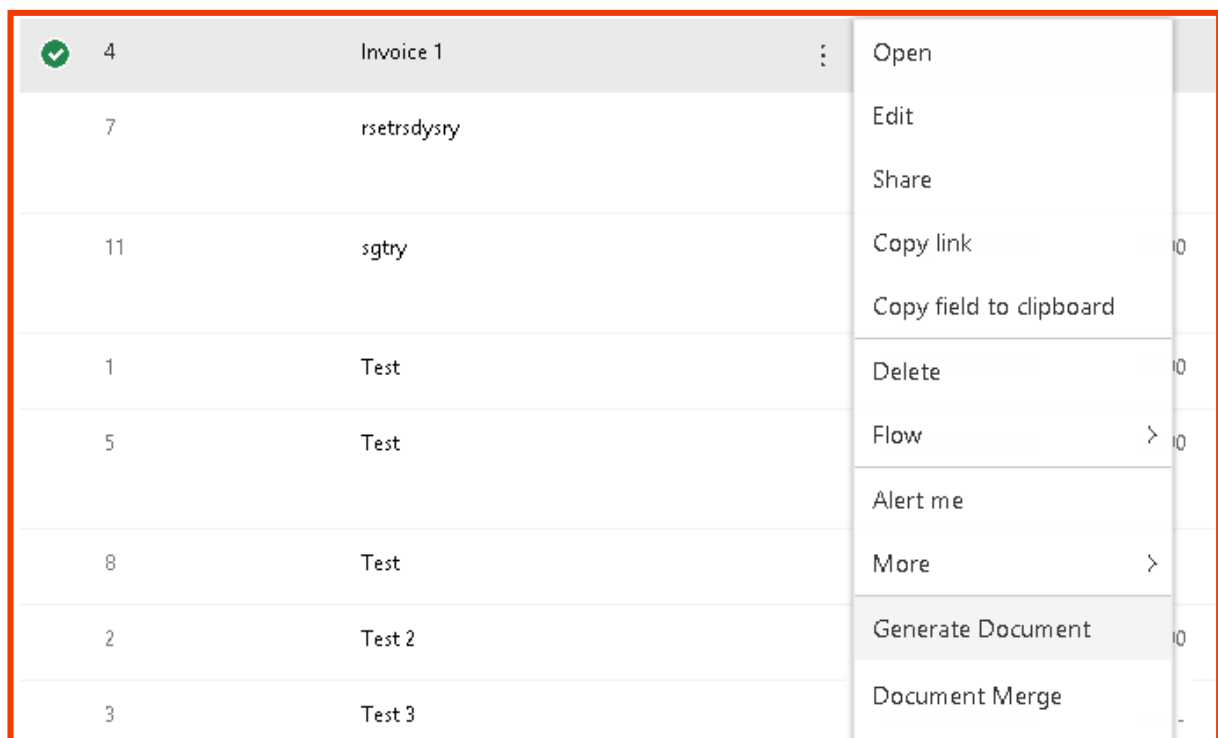 4 Invoice 1
7 rsetrsdysry
11 sgtry
1 Test
5 Test
8 Test
2 Test 2
3 Test 3
Open
Edit
Share
Copy link
Copy field to clipboard
Delete
Flow
Alert me
More
Generate Document
Document Merge